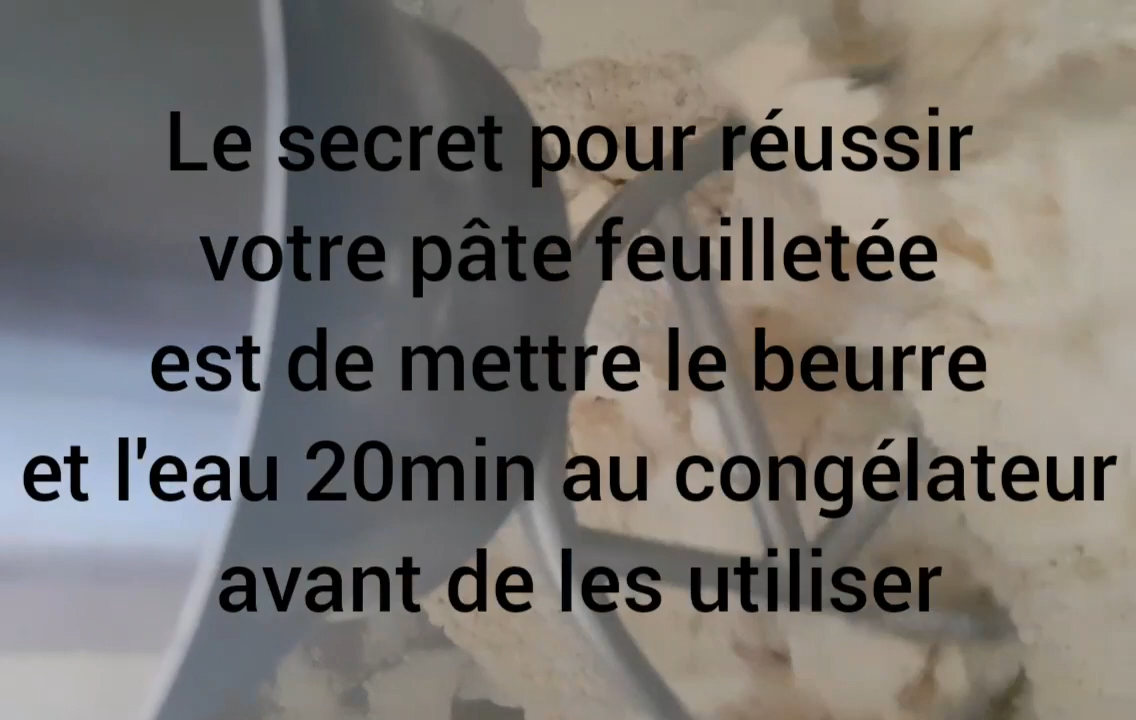 Le secret pour réussir
votre pâte feuilletée
est de mettre le beurre
et l'eau 20min au congélateur
avant de les utiliser